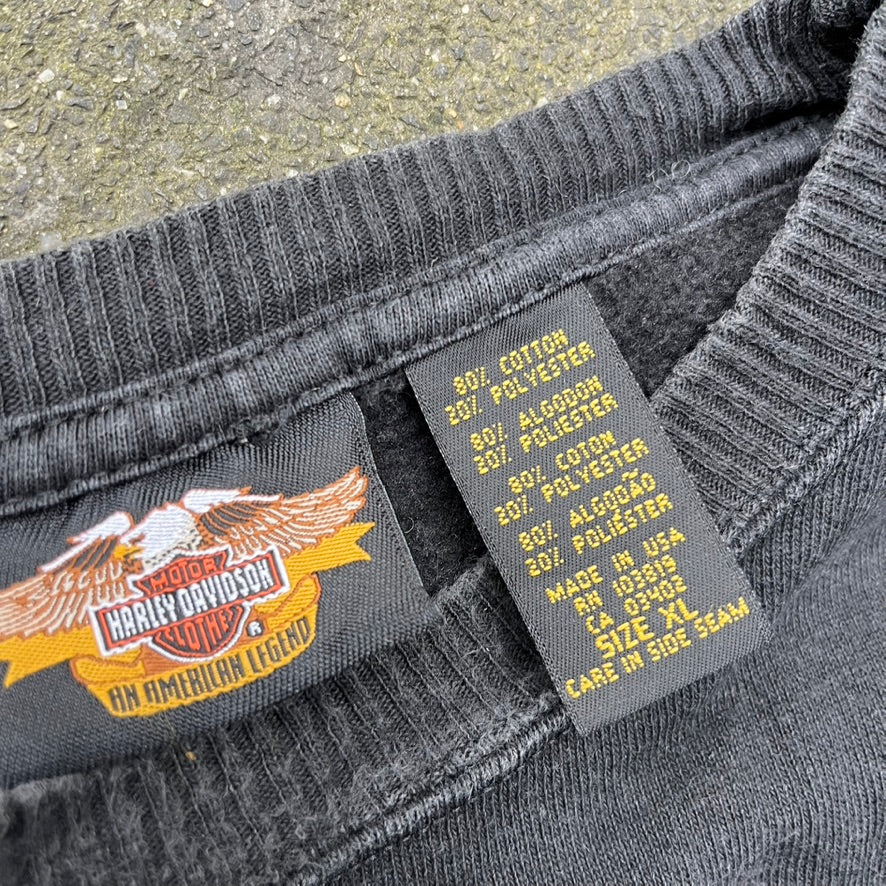 MOTOR
HARLEY-DAVIDSON
CLOTHES
®
AN AMERICAN LEGEND
80% COTTON
20% POLYESTER
80% ALGODON
20% POLIESTER
80% COTON
20% POLYESTER
80% ALGODÃO
20% POLIÉSTER
MADE IN USA
RN 103819
CA 03402
SIZE XL
CARE IN SIDE SEAM